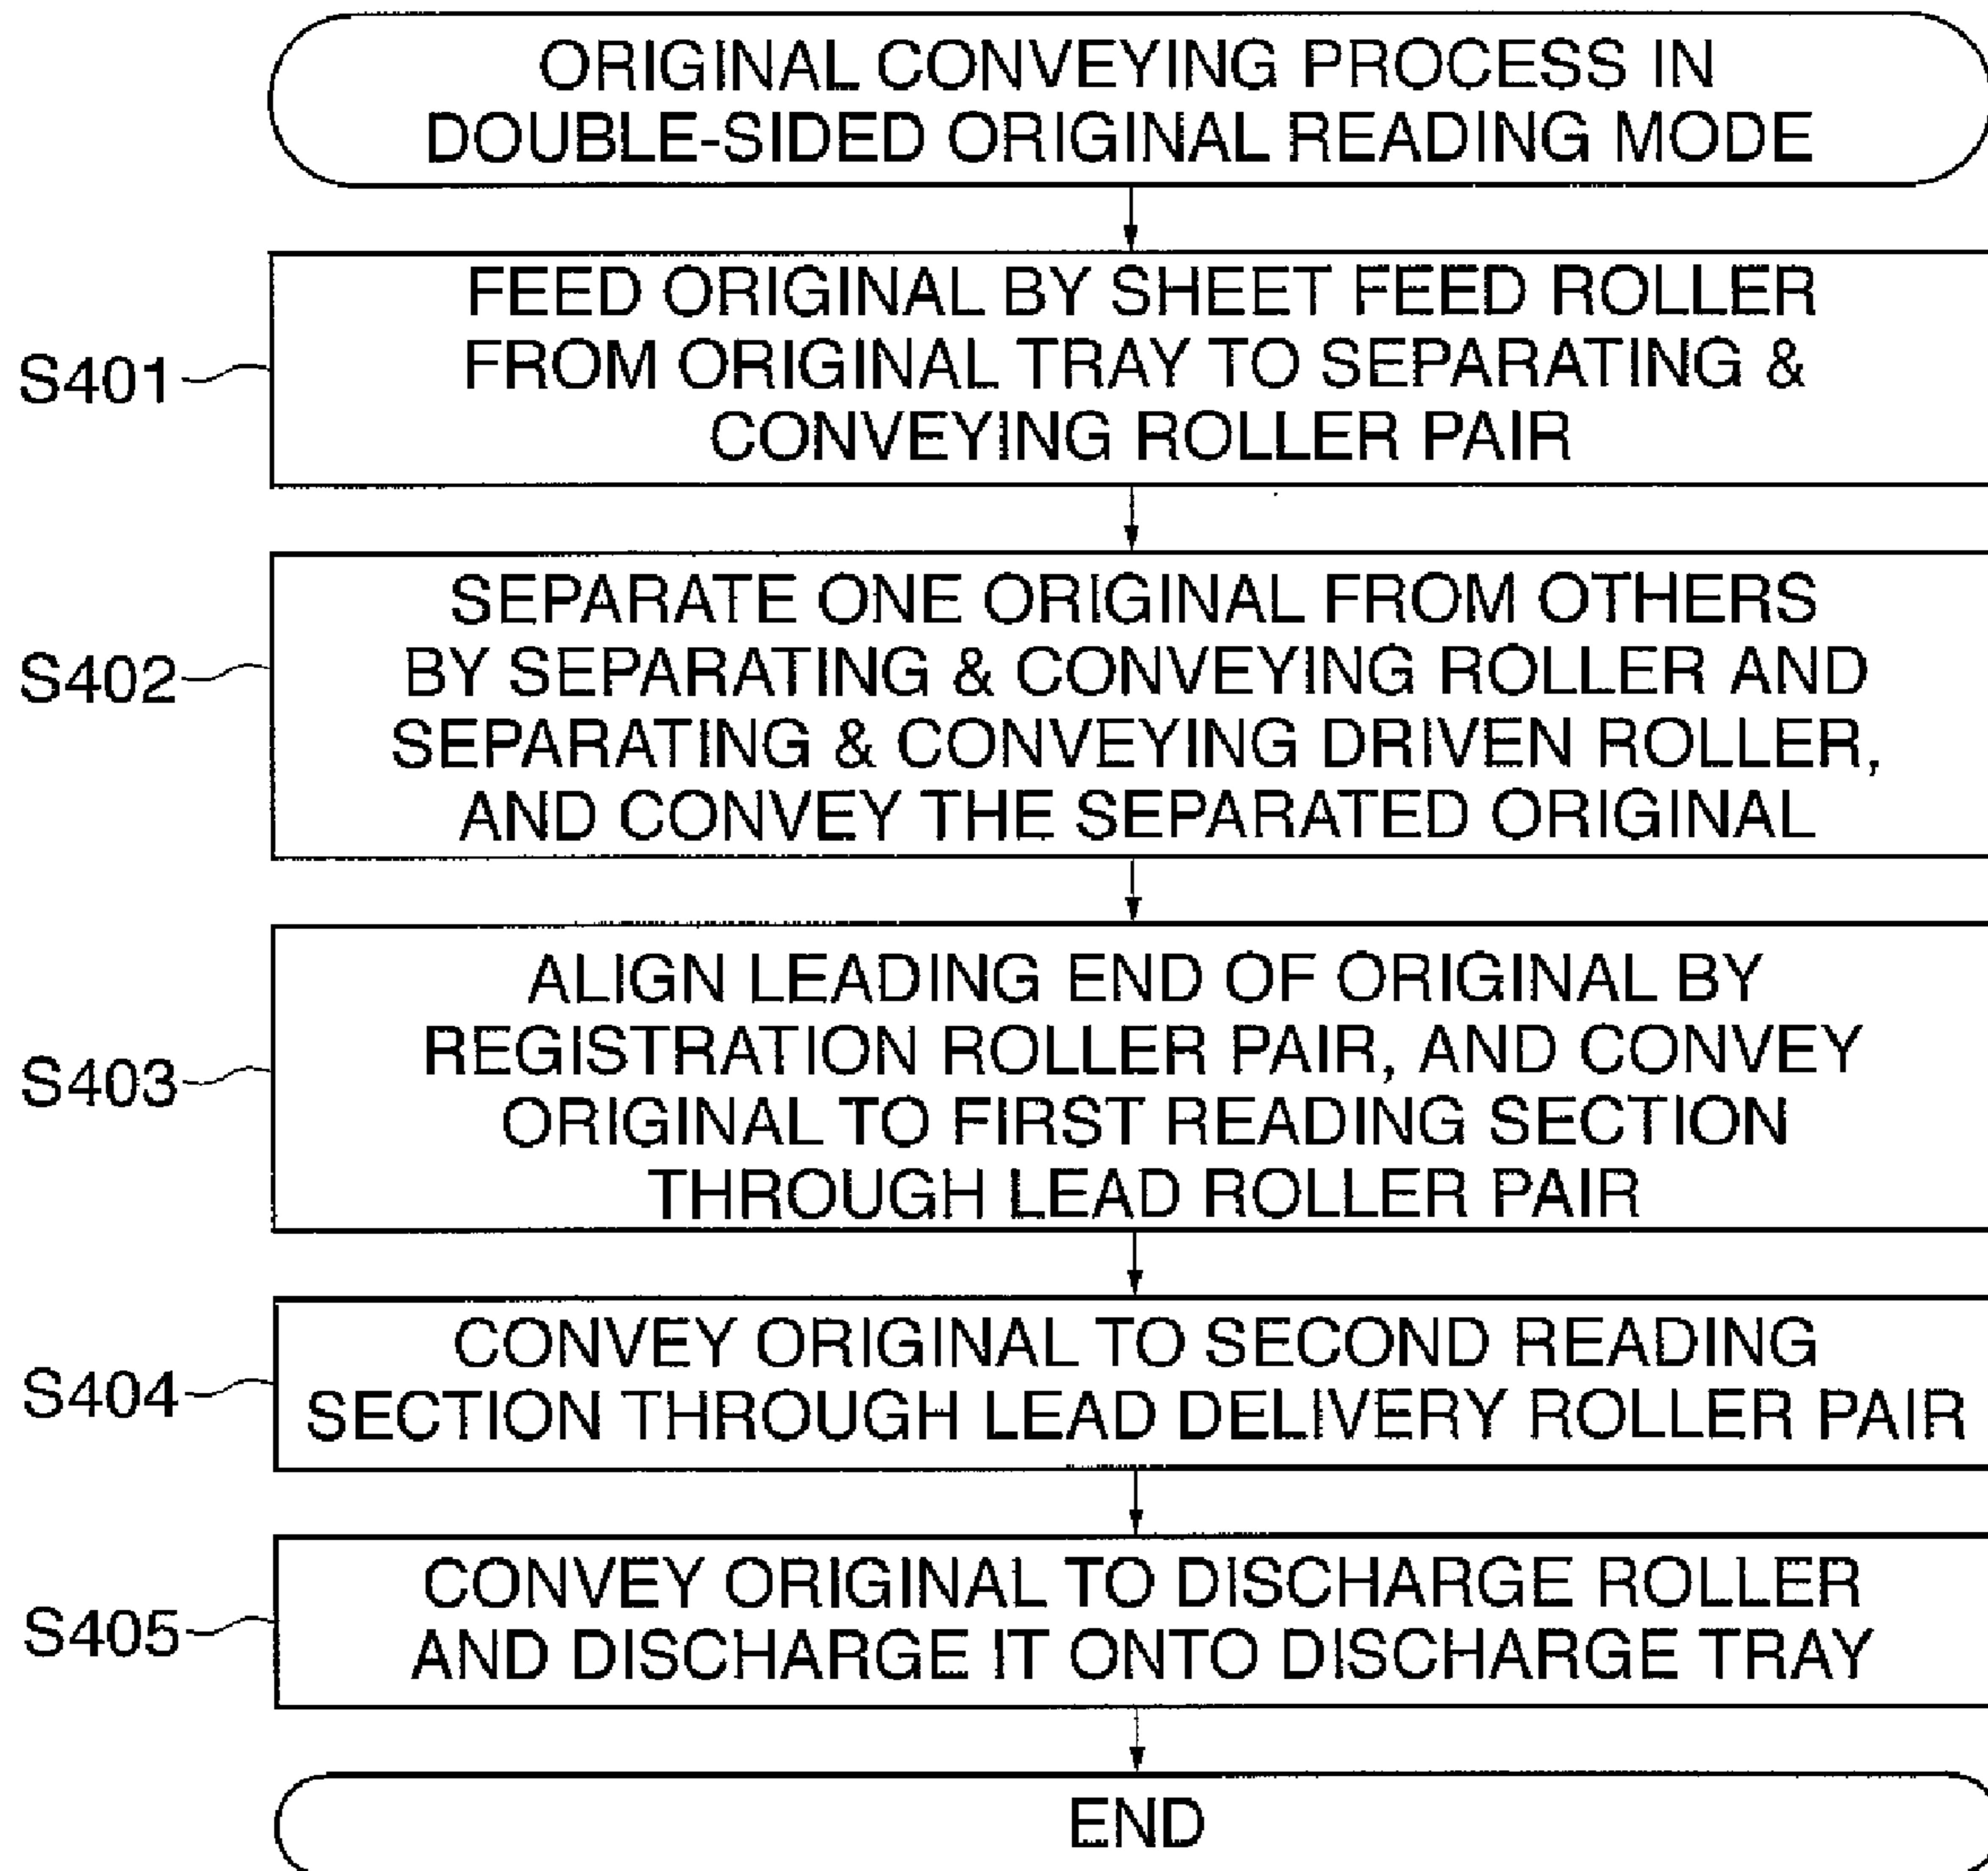 ORIGINAL CONVEYING PROCESS IN
DOUBLE-SIDED ORIGINAL READING MODE
S401
FEED ORIGINAL BY SHEET FEED ROLLER
FROM ORIGINAL TRAY TO SEPARATING &
CONVEYING ROLLER PAIR
S402
SEPARATE ONE ORIGINAL FROM OTHERS
BY SEPARATING & CONVEYING ROLLER AND
SEPARATING & CONVEYING DRIVEN ROLLER,
AND CONVEY THE SEPARATED ORIGINAL
S403
ALIGN LEADING END OF ORIGINAL BY
REGISTRATION ROLLER PAIR, AND CONVEY
ORIGINAL TO FIRST READING SECTION
THROUGH LEAD ROLLER PAIR
S404
CONVEY ORIGINAL TO SECOND READING
SECTION THROUGH LEAD DELIVERY ROLLER PAIR
S405
CONVEY ORIGINAL TO DISCHARGE ROLLER
AND DISCHARGE IT ONTO DISCHARGE TRAY
END